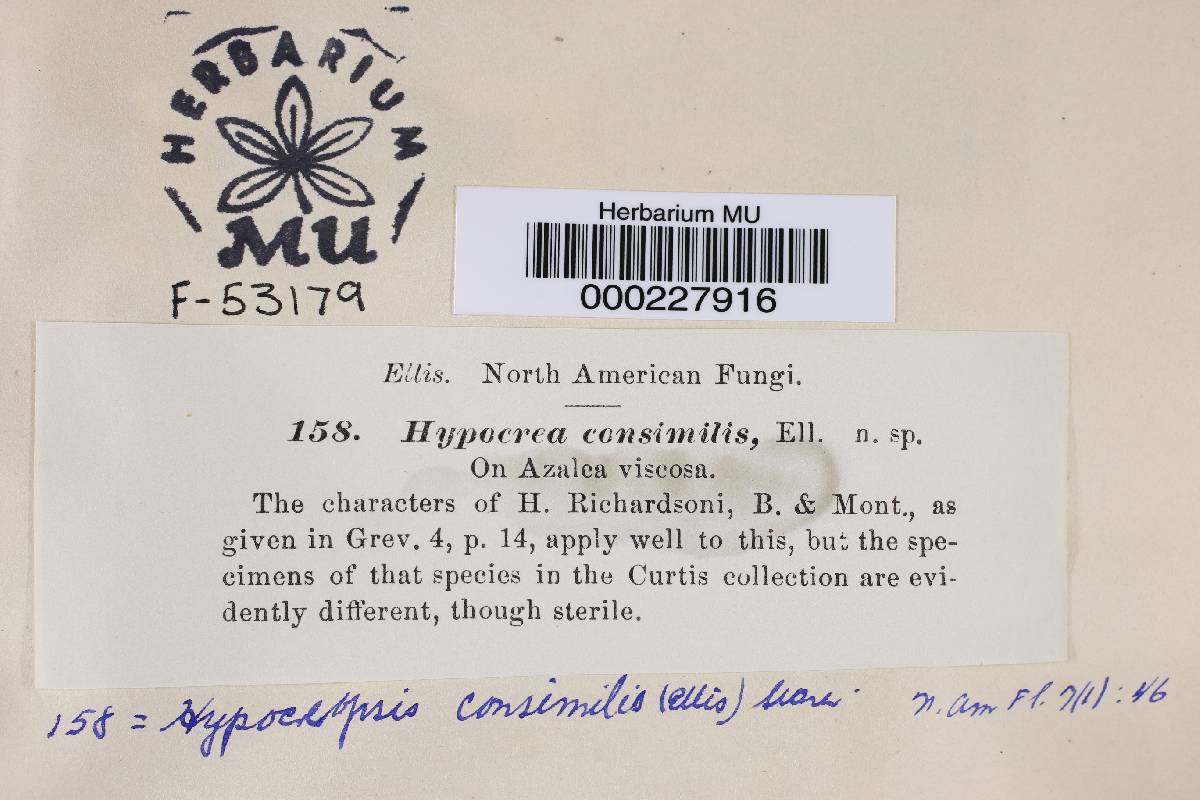 HERBARIUM
MU
F-53179
Herbarium MU
000227916
Ellis. North American Fungi.
158. Hypocrea consimilis, Ell. n. sp.
On Azalea viscosa.
The characters of H. Richardsoni, B. & Mont., as
given in Grev. 4, p. 14, apply well to this, but the spe-
cimens of that species in the Curtis collection are evi-
dently different, though sterile.
158 = Hypocreopsis consimilis (Ellis) Seaver
N. Am Fl. 7(1): 46